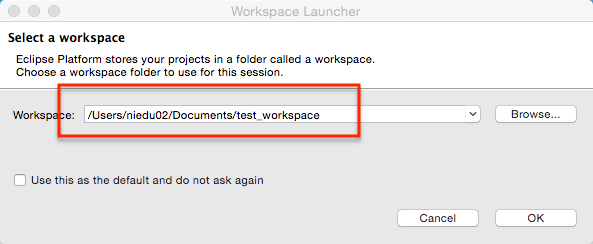 Workspace Launcher
Select a workspace
Eclipse Platform stores your projects in a folder called a workspace.
Choose a workspace folder to use for this session.
Workspace: /Users/niedu02/Documents/test_workspace Browse...
Use this as the default and do not ask again
Cancel OK